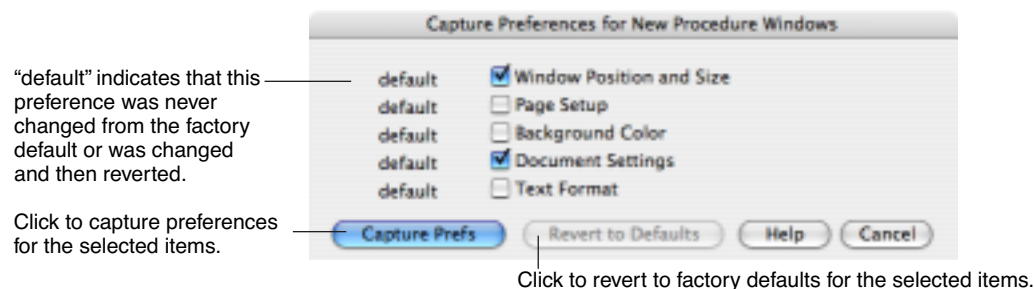 Capture Preferences for New Procedure Windows
“default” indicates that this
preference was never
changed from the factory
default or was changed
and then reverted.
default Window Position and Size
default Page Setup
default Background Color
default Document Settings
default Text Format
Click to capture preferences
for the selected items.
Capture Prefs Revert to Defaults Help Cancel
Click to revert to factory defaults for the selected items.